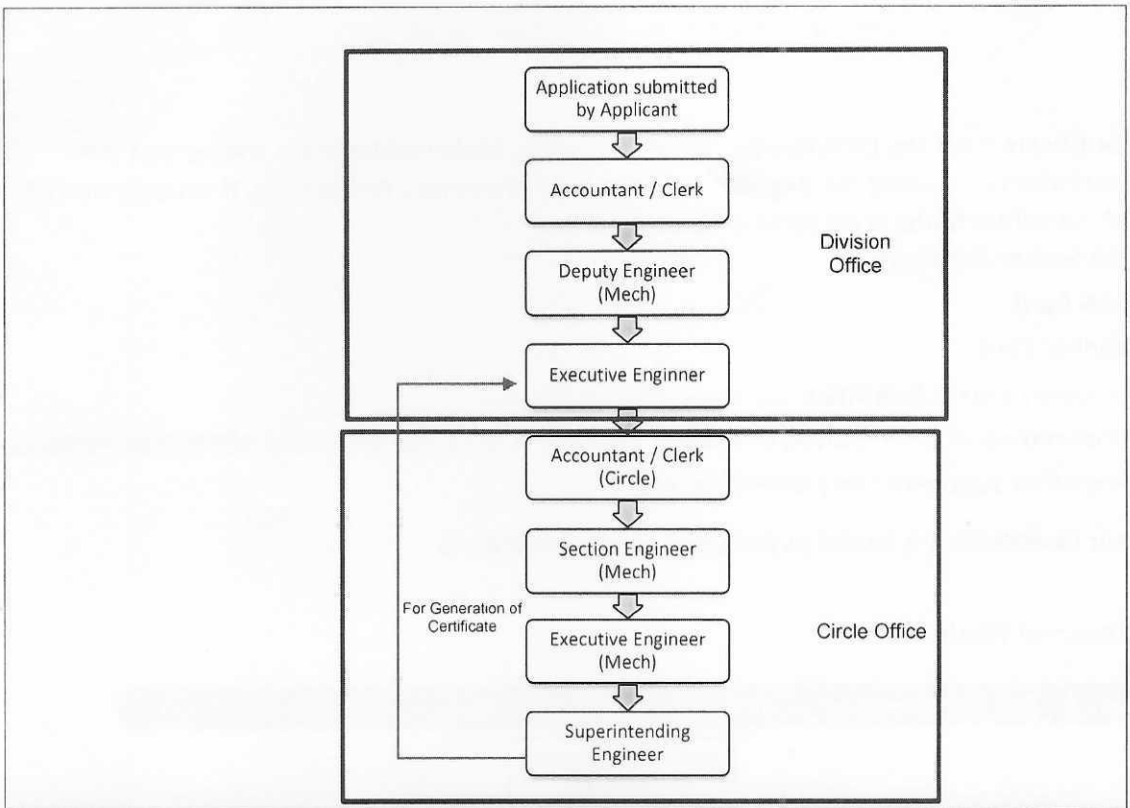 Application submitted
by Applicant
Accountant / Clerk
Deputy Engineer
(Mech)
Division
Office
Executive Enginner
Accountant / Clerk
(Circle)
Section Engineer
(Mech)
For Generation of
Certificate
Executive Engineer
(Mech)
Circle Office
Superintending
Engineer